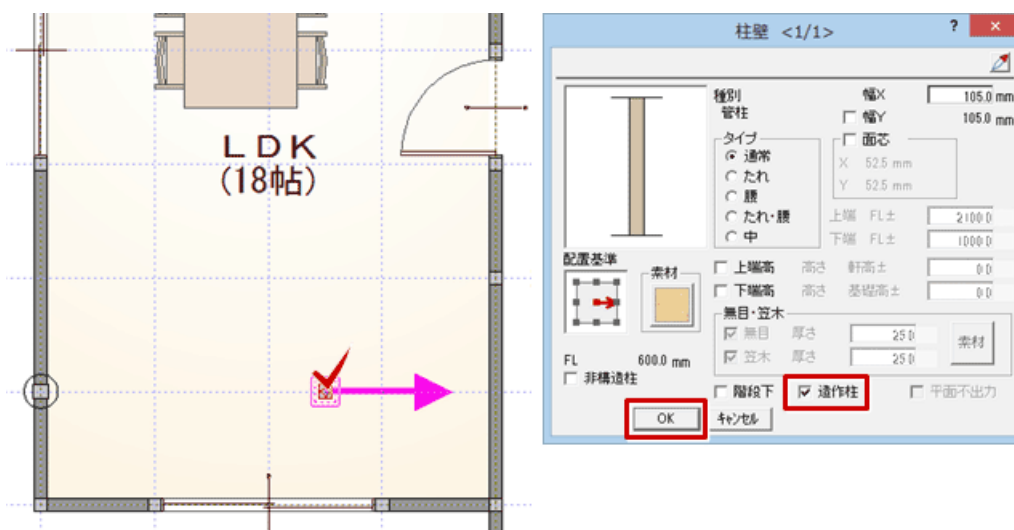 LDK
(18帖)
柱壁 <1/1>
?
×
種別
管柱
幅X 105.0 mm
幅Y 105.0 mm
タイプ
通常
たれ
腰
たれ・腰
中
面芯
X 52.5 mm
Y 52.5 mm
上端 FL± 2100.0
下端 FL± 1000.0
配置基準
素材
上端高 高さ 軒高± 0.0
下端高 高さ 基礎高± 0.0
無目・笠木
無目 厚さ 25.0
笠木 厚さ 25.0
素材
FL 600.0 mm
非構造柱
階段下
造作柱
平面不出力
OK
キャンセル